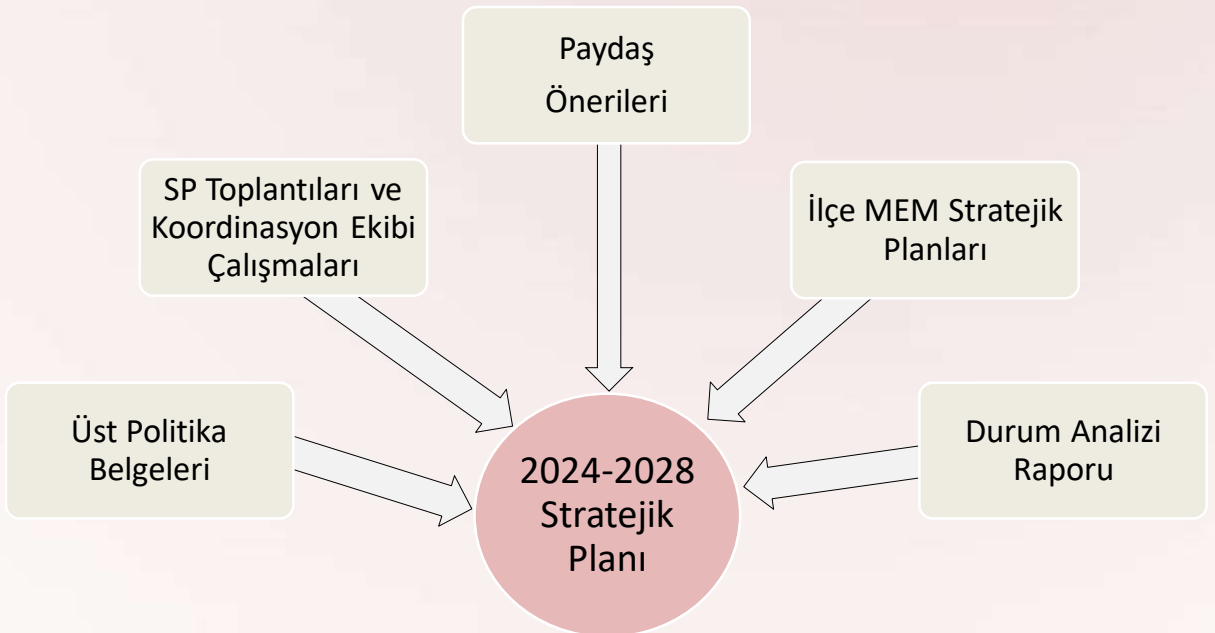 Paydaş
Önerileri
SP Toplantıları ve
Koordinasyon Ekibi
Çalışmaları
İlçe MEM Stratejik
Planları
Üst Politika
Belgeleri
Durum Analizi
Raporu
2024-2028
Stratejik
Planı